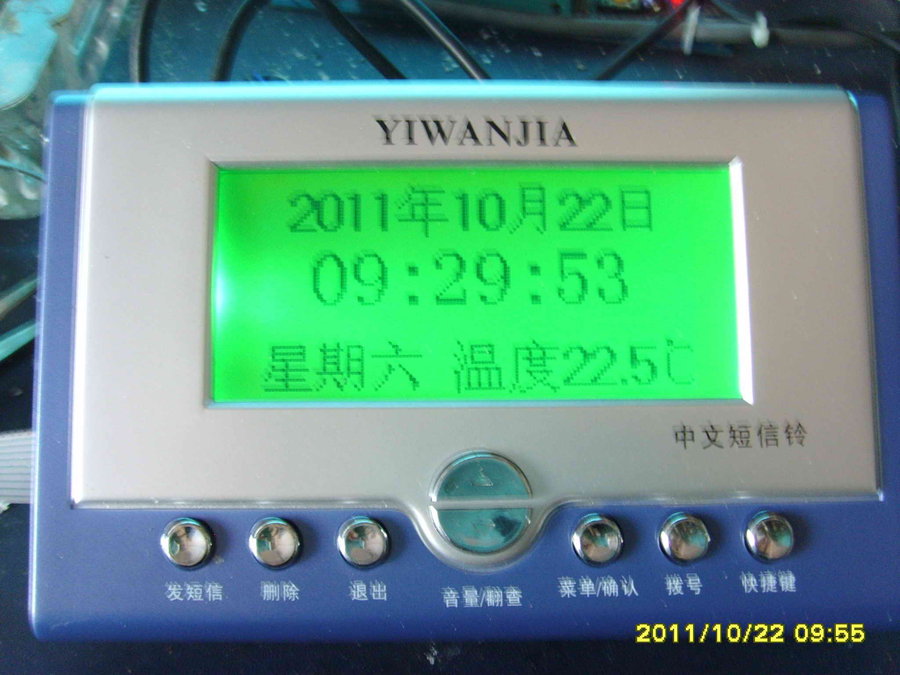 YIWANJIA
2011年10月22日
09:29:53
星期六 温度22.5℃
中文短信铃
发短信 删除 退出 音量/翻查 菜单/确认 拨号 快捷键
2011/10/22 09:55